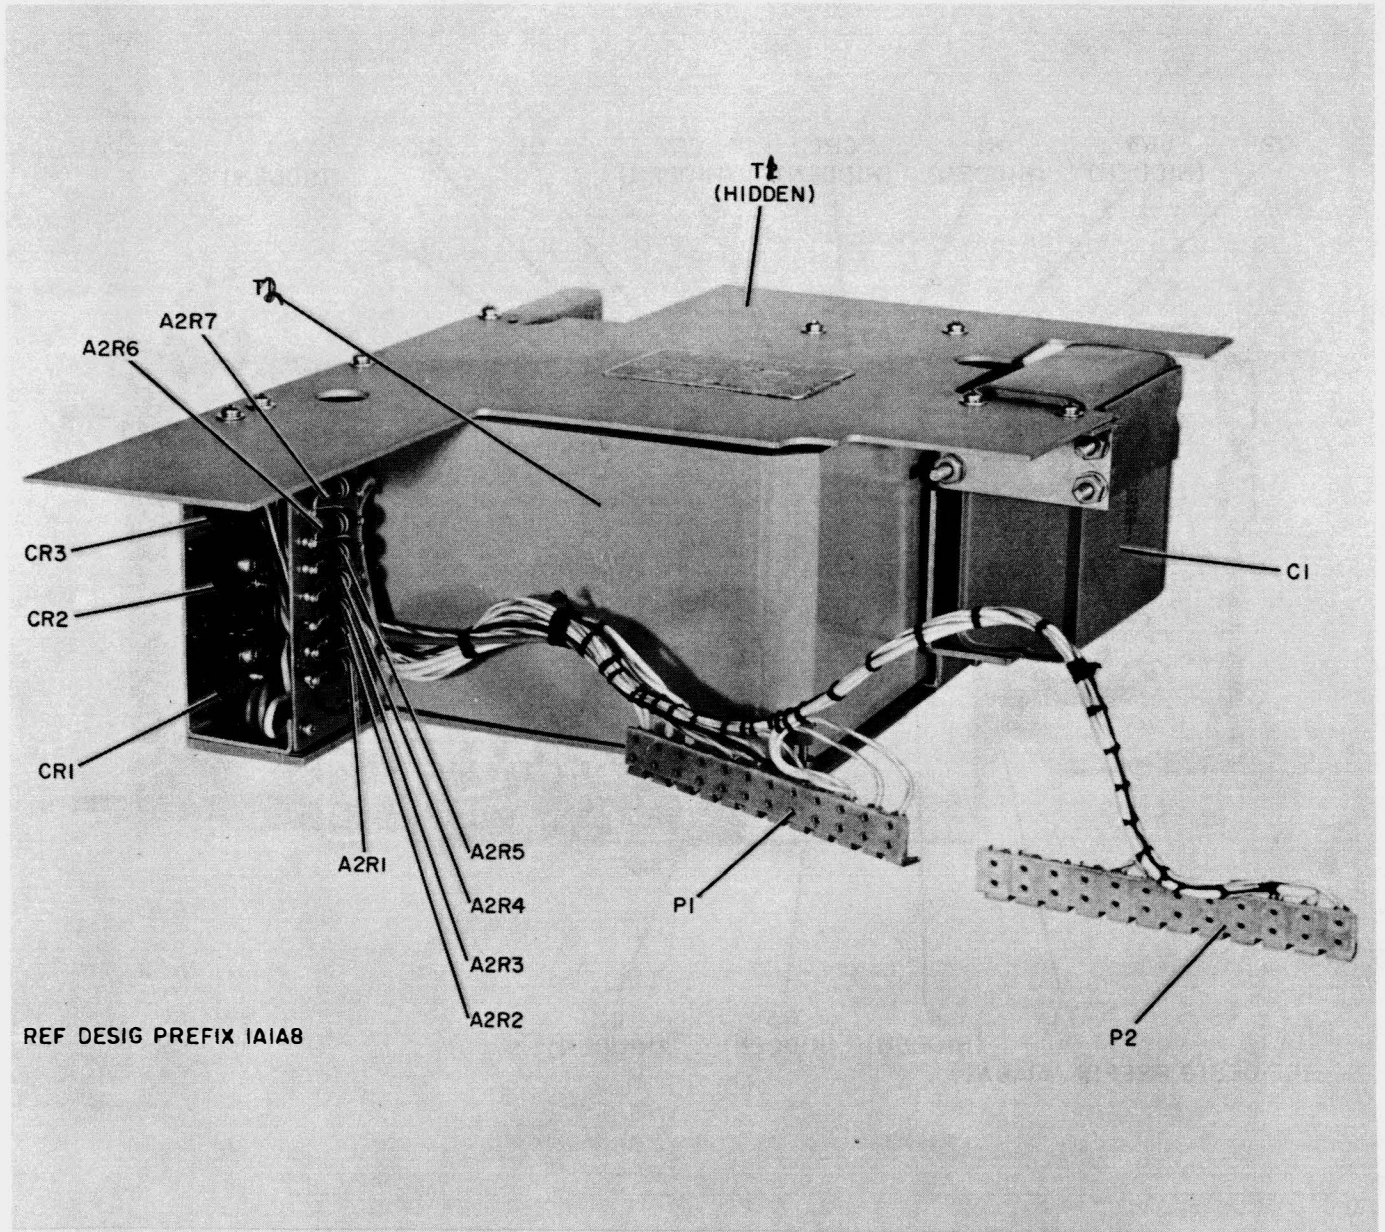 T1
(HIDDEN)
T2
A2R7
A2R6
CR3
CR2
CR1
C1
A2R1
A2R5
A2R4
A2R3
A2R2
P1
P2
REF DESIG PREFIX 1A1A8